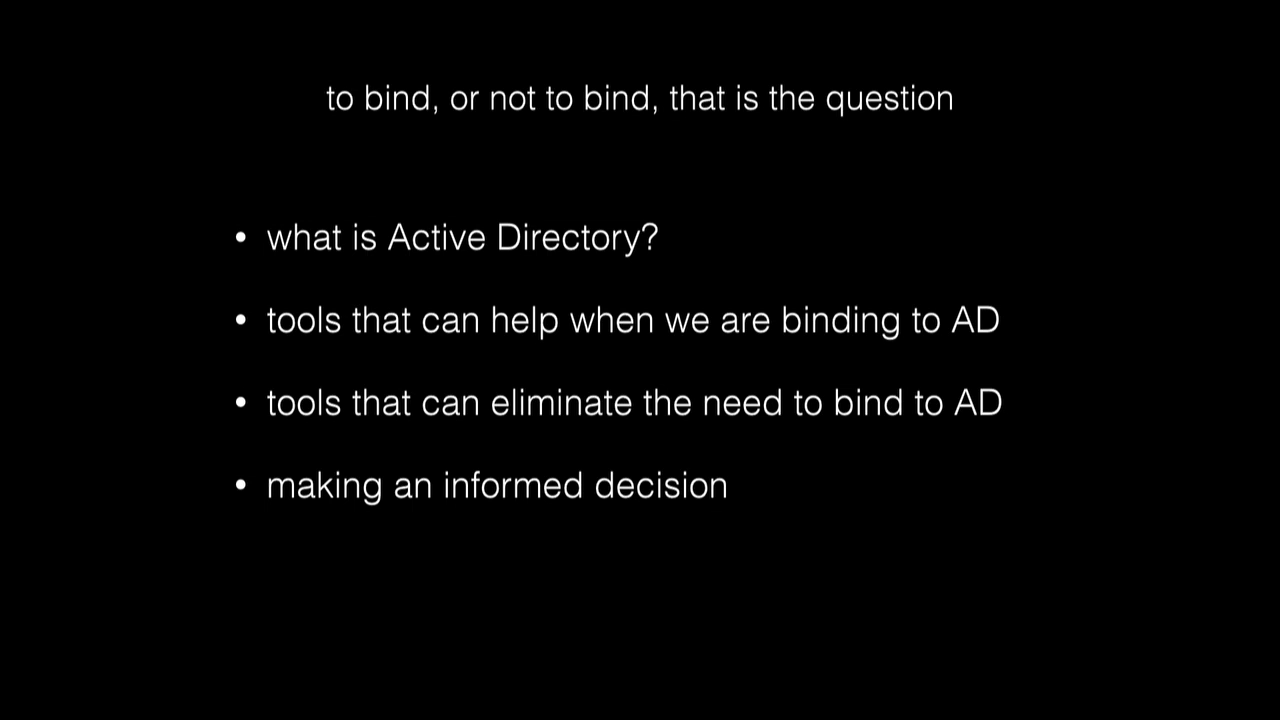 to bind, or not to bind, that is the question
• what is Active Directory?
• tools that can help when we are binding to AD
• tools that can eliminate the need to bind to AD
• making an informed decision